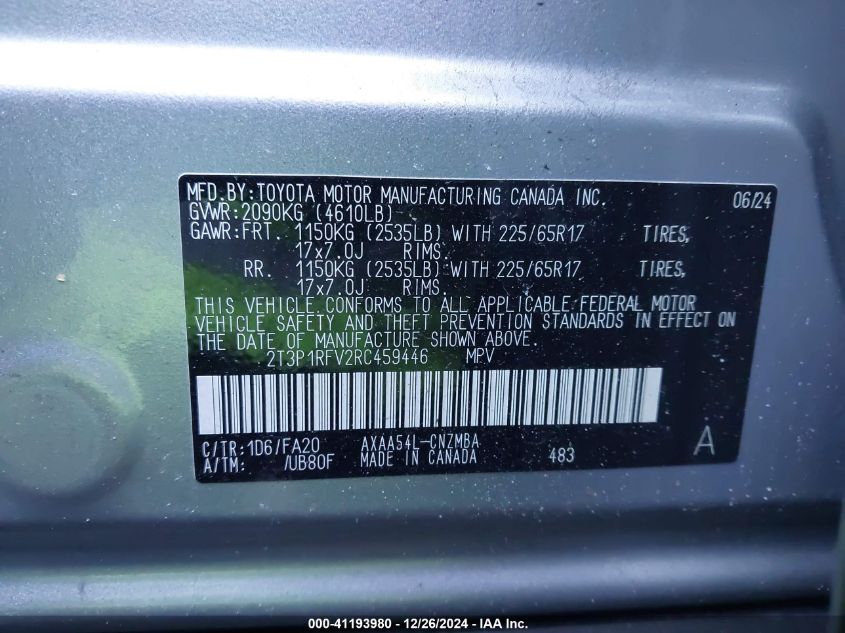 MFD.BY:TOYOTA MOTOR MANUFACTURING CANADA INC. 06/24
GVWR:2090KG (4610LB)
GAWR:FRT. 1150KG (2535LB) WITH 225/65R17 TIRES,
17x7.0J RIMS.
RR. 1150KG (2535LB) WITH 225/65R17 TIRES,
17x7.0J RIMS.
THIS VEHICLE CONFORMS TO ALL APPLICABLE FEDERAL MOTOR
VEHICLE SAFETY AND THEFT PREVENTION STANDARDS IN EFFECT ON
THE DATE OF MANUFACTURE SHOWN ABOVE.
2T3P1RFV2RC459446 MPV
C/TR:1D6/FA20 AXAA54L-CNZMBA A
A/TM: /UB80F MADE IN CANADA 483
000-41193980 - 12/26/2024 - IAA Inc.